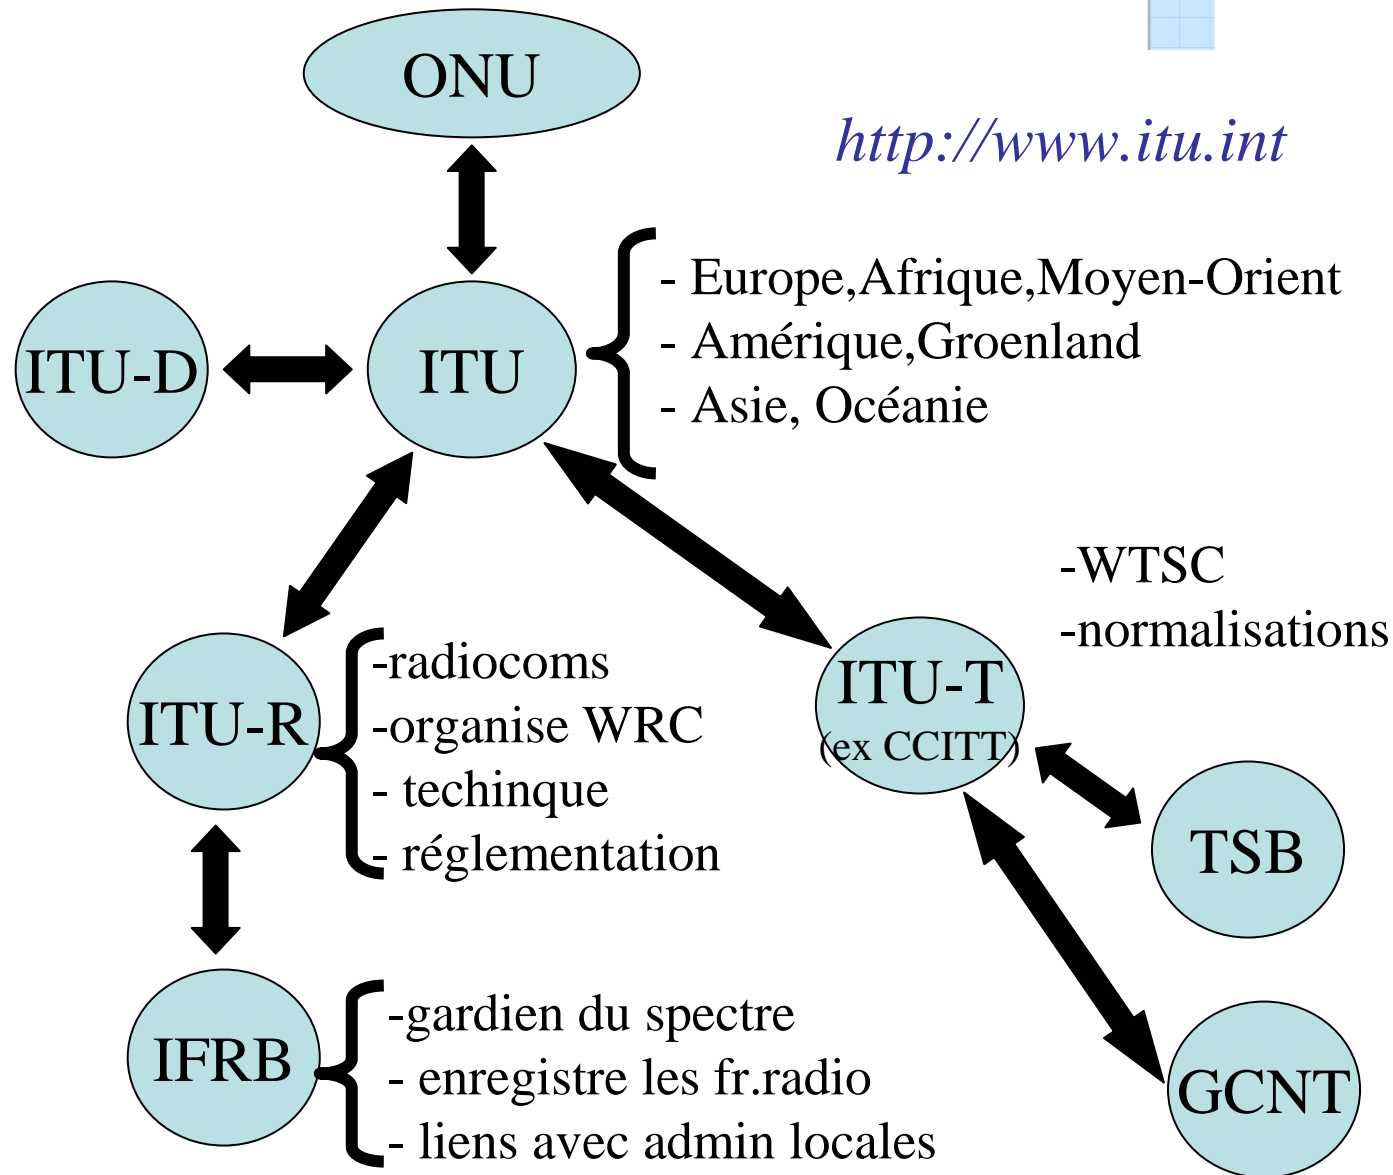 ONU
http://www.itu.int
ITU-D
ITU
- Europe,Afrique,Moyen-Orient
- Amérique,Groenland
- Asie, Océanie
-WTSC
-normalisations
ITU-R
-radiocoms
-organise WRC
- techinque
- réglementation
ITU-T
(ex CCITT)
TSB
IFRB
-gardien du spectre
- enregistre les fr.radio
- liens avec admin locales
GCNT